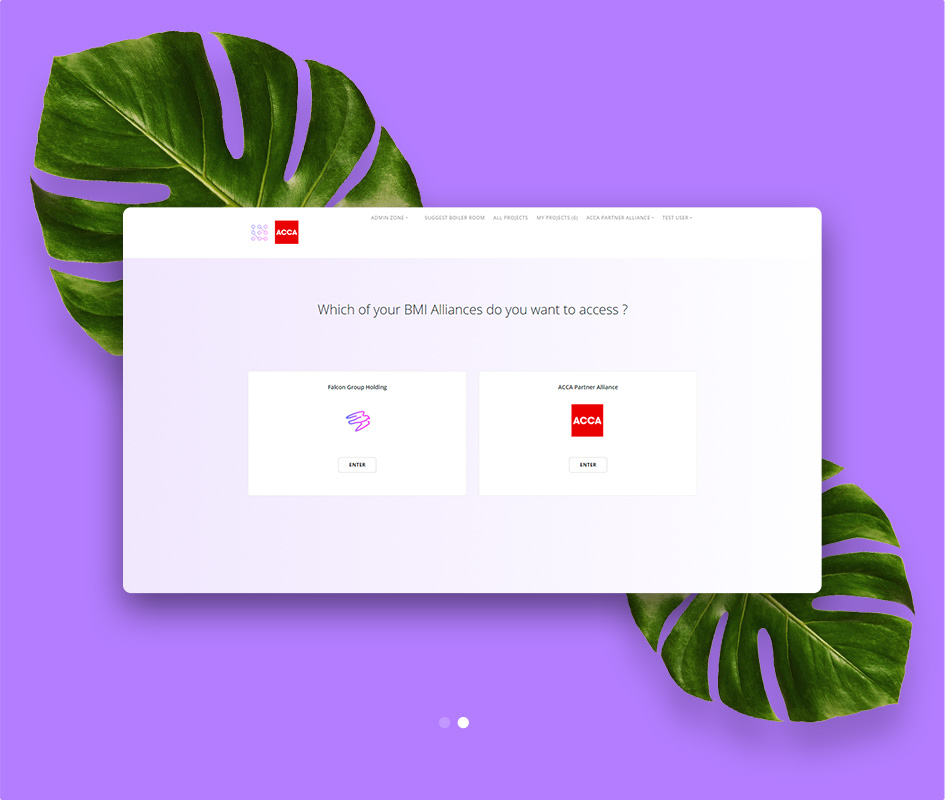 ACCA
ADMIN ZONE
SUGGEST BOILER ROOM
ALL PROJECTS
MY PROJECTS (6)
ACCA PARTNER ALLIANCE
TEST USER
Which of your BMI Alliances do you want to access ?
Falcon Group Holding
ENTER
ACCA Partner Alliance
ACCA
ENTER